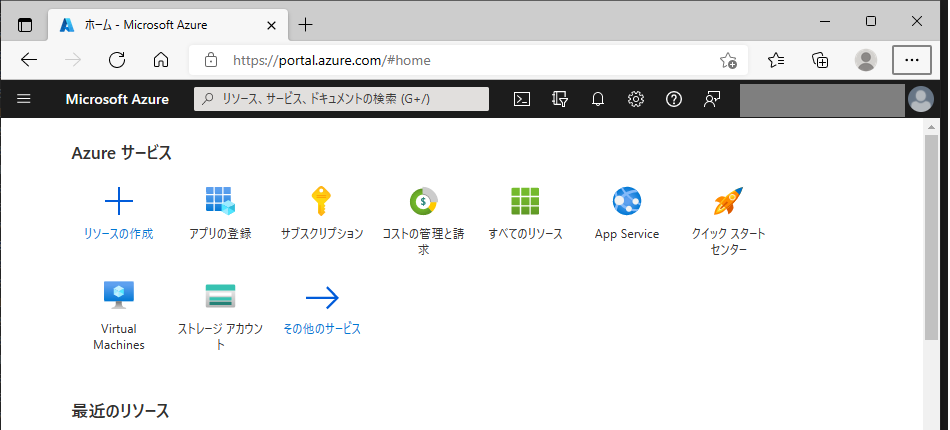 ホーム - Microsoft Azure
https://portal.azure.com/#home
Microsoft Azure
リソース、サービス、ドキュメントの検索 (G+/)
Azure サービス
リソースの作成
アプリの登録
サブスクリプション
コストの管理と請
求
すべてのリソース
App Service
クイック スタート
センター
Virtual
Machines
ストレージ アカウン
ト
その他のサービス
最近のリソース